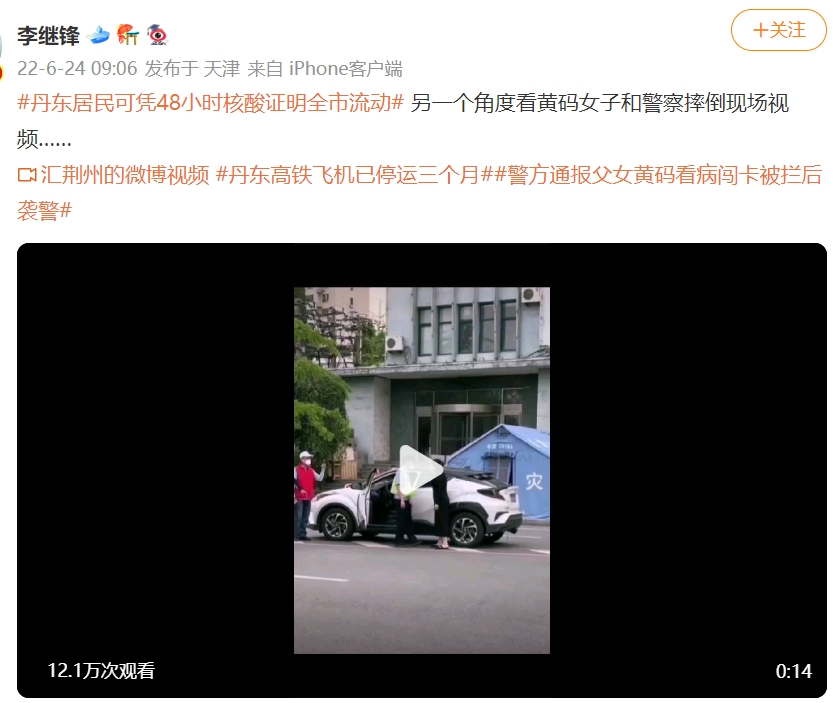 李继锋
+关注
22-6-24 09:06 发布于 天津 来自 iPhone客户端
#丹东居民可凭48小时核酸证明全市流动# 另一个角度看黄码女子和警察摔倒现场视
频......
汇荆州的微博视频 #丹东高铁飞机已停运三个月##警方通报父女黄码看病闯卡被拦后
袭警#
灾
12.1万次观看
0:14